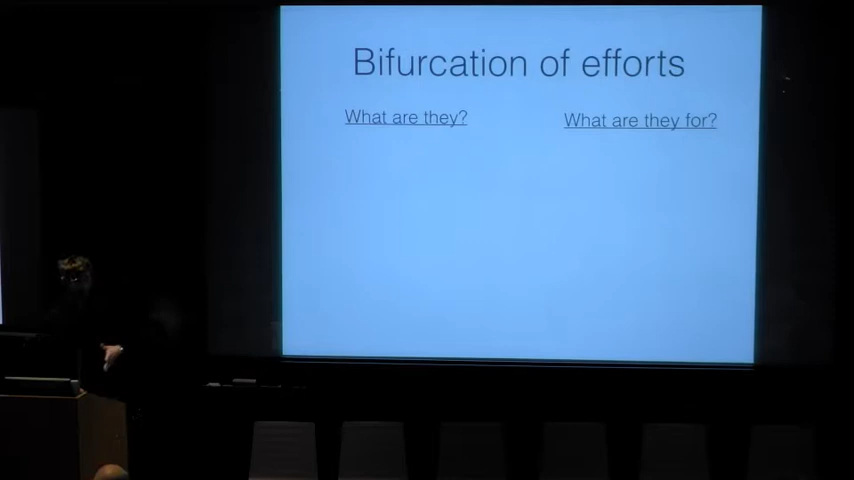 Bifurcation of efforts
What are they?
What are they for?